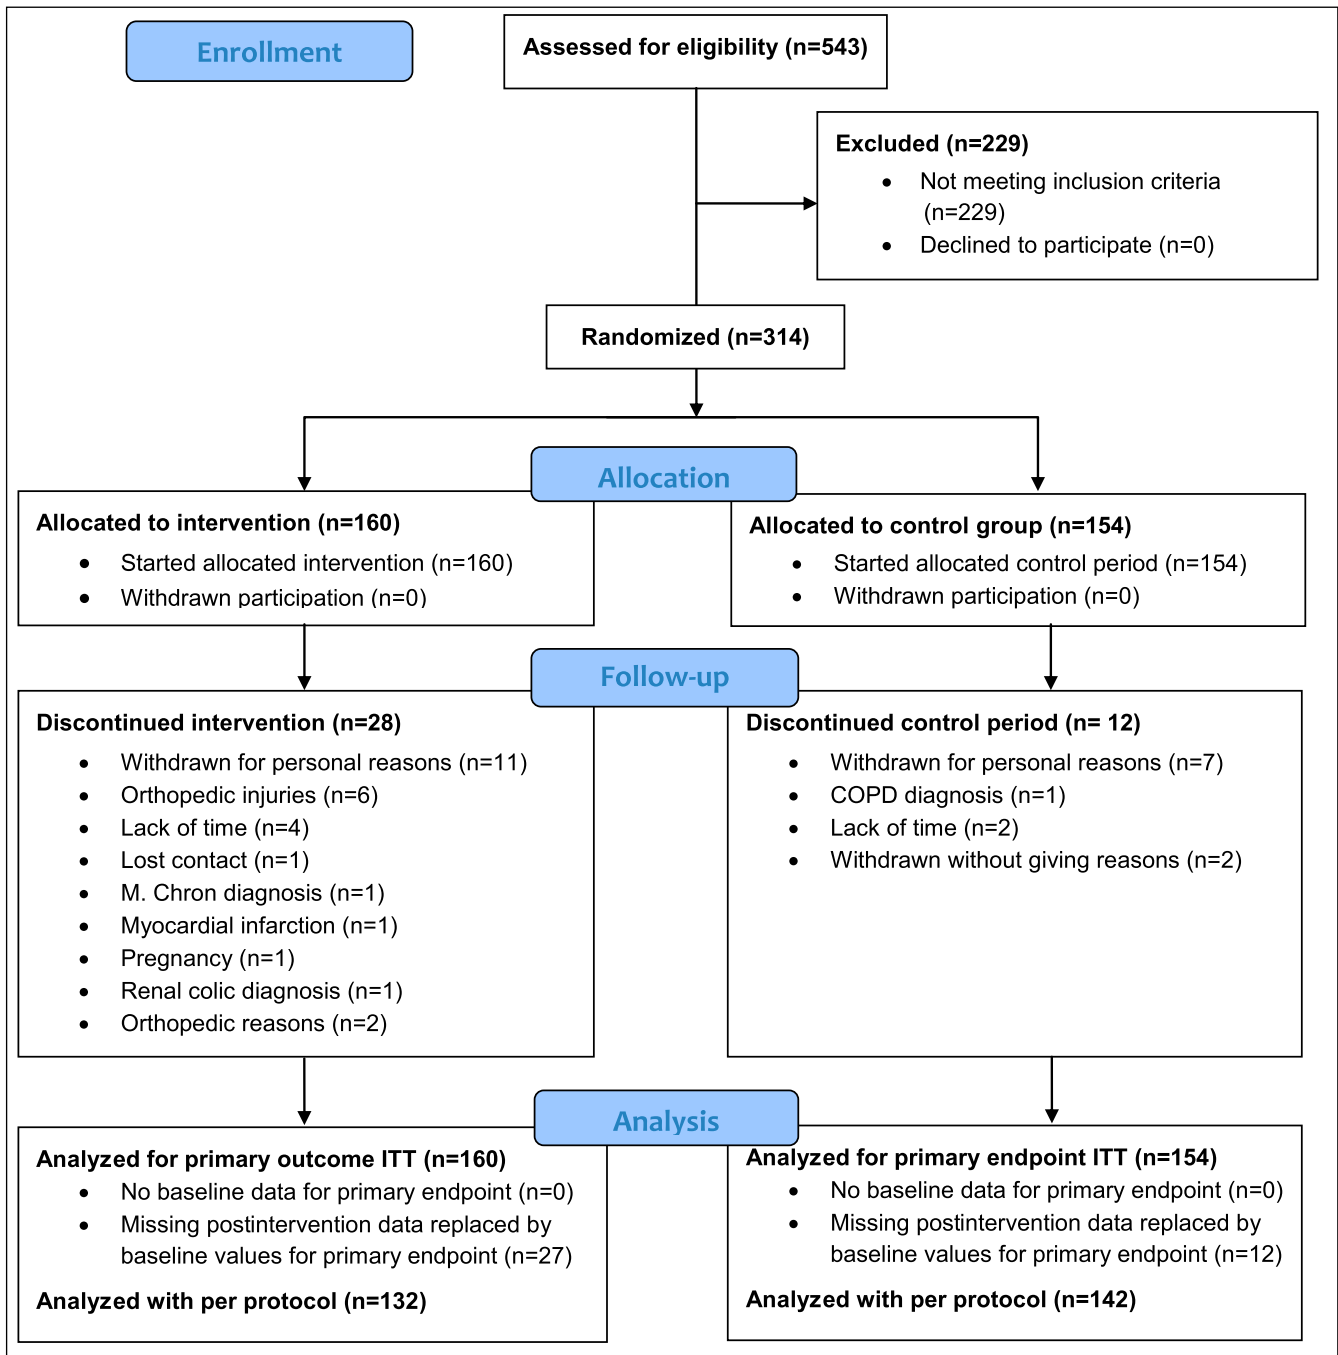 Enrollment
Assessed for eligibility (n=543)
Excluded (n=229)
• Not meeting inclusion criteria
(n=229)
• Declined to participate (n=0)
Randomized (n=314)
Allocation
Allocated to intervention (n=160)
• Started allocated intervention (n=160)
• Withdrawn participation (n=0)
Allocated to control group (n=154)
• Started allocated control period (n=154)
• Withdrawn participation (n=0)
Follow-up
Discontinued intervention (n=28)
• Withdrawn for personal reasons (n=11)
• Orthopedic injuries (n=6)
• Lack of time (n=4)
• Lost contact (n=1)
• M. Chron diagnosis (n=1)
• Myocardial infarction (n=1)
• Pregnancy (n=1)
• Renal colic diagnosis (n=1)
• Orthopedic reasons (n=2)
Discontinued control period (n= 12)
• Withdrawn for personal reasons (n=7)
• COPD diagnosis (n=1)
• Lack of time (n=2)
• Withdrawn without giving reasons (n=2)
Analysis
Analyzed for primary outcome ITT (n=160)
• No baseline data for primary endpoint (n=0)
• Missing postintervention data replaced by
baseline values for primary endpoint (n=27)
Analyzed with per protocol (n=132)
Analyzed for primary endpoint ITT (n=154)
• No baseline data for primary endpoint (n=0)
• Missing postintervention data replaced by
baseline values for primary endpoint (n=12)
Analyzed with per protocol (n=142)